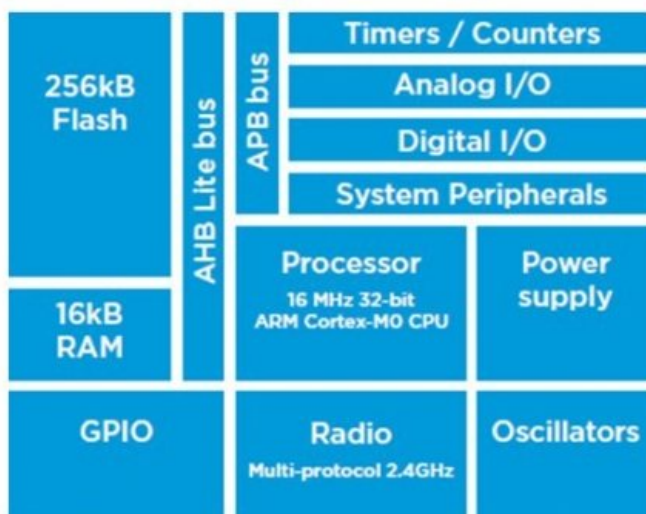 256kB
Flash
16kB
RAM
AHB Lite bus
APB bus
Timers / Counters
Analog I/O
Digital I/O
System Peripherals
Processor
16 MHz 32-bit
ARM Cortex-M0 CPU
Power
supply
GPIO
Radio
Multi-protocol 2.4GHz
Oscillators